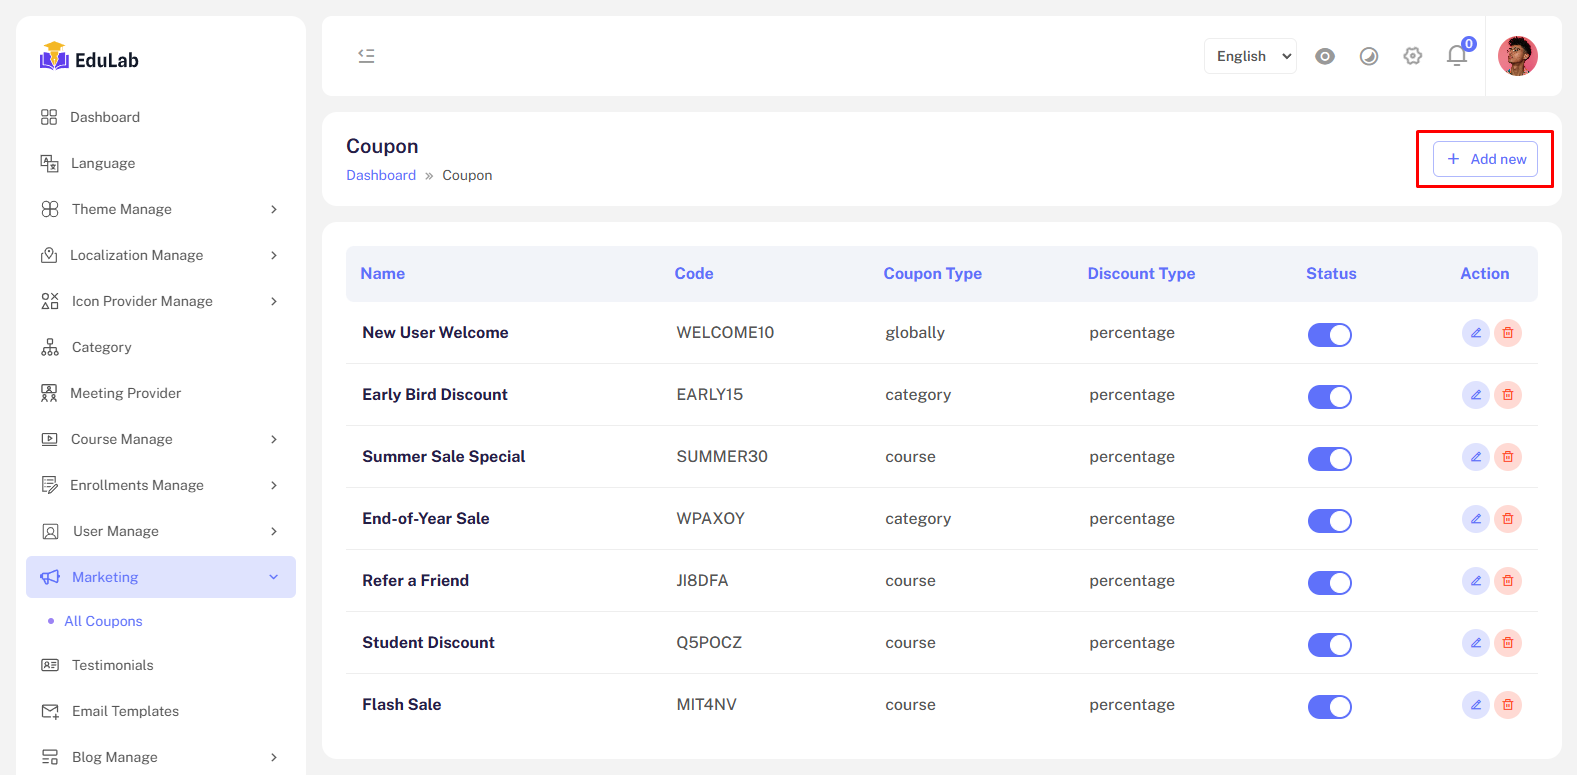 EduLab
Dashboard
Language
Theme Manage
Localization Manage
Icon Provider Manage
Category
Meeting Provider
Course Manage
Enrollments Manage
User Manage
Marketing
All Coupons
Testimonials
Email Templates
Blog Manage
English
0
Coupon
Dashboard » Coupon
+ Add new
Name Code Coupon Type Discount Type Status Action
New User Welcome WELCOME10 globally percentage
Early Bird Discount EARLY15 category percentage
Summer Sale Special SUMMER30 course percentage
End-of-Year Sale WPAXOY category percentage
Refer a Friend JI8DFA course percentage
Student Discount Q5POCZ course percentage
Flash Sale MIT4NV course percentage